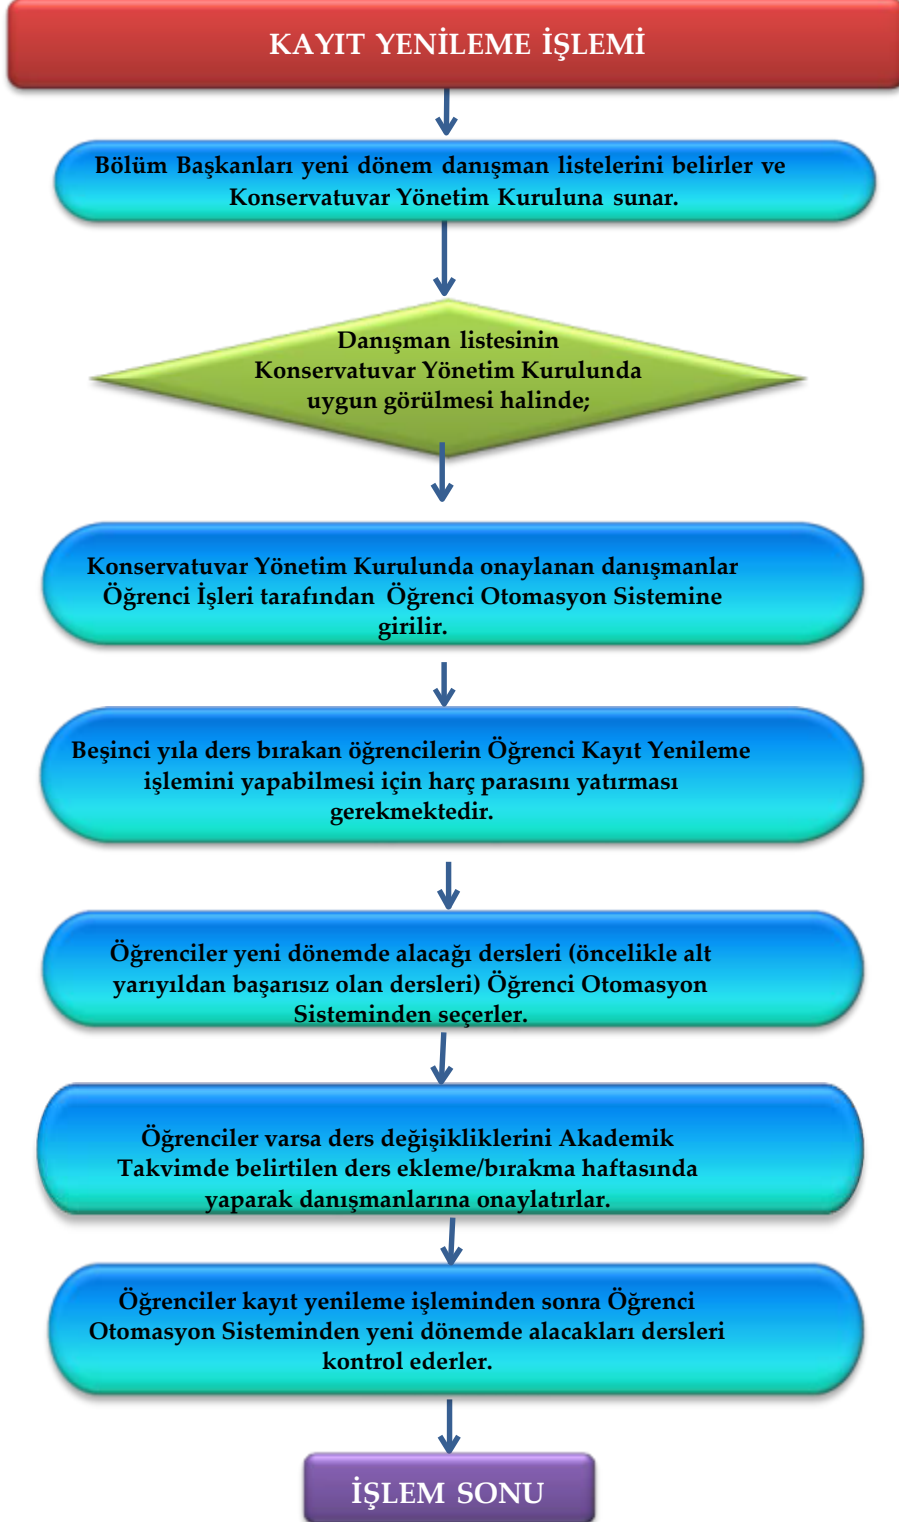 KAYIT YENİLEME İŞLEMİ
Bölüm Başkanları yeni dönem danışman listelerini belirler ve
Konservatuvar Yönetim Kuruluna sunar.
Danışman listesinin
Konservatuvar Yönetim Kurulunda
uygun görülmesi halinde;
Konservatuvar Yönetim Kurulunda onaylanan danışmanlar
Öğrenci İşleri tarafından Öğrenci Otomasyon Sistemine
girilir.
Beşinci yıla ders bırakan öğrencilerin Öğrenci Kayıt Yenileme
işlemini yapabilmesi için harç parasını yatırması
gerekmektedir.
Öğrenciler yeni dönemde alacağı dersleri (öncelikle alt
yarıyıldan başarısız olan dersleri) Öğrenci Otomasyon
Sisteminden seçerler.
Öğrenciler varsa ders değişikliklerini Akademik
Takvimde belirtilen ders ekleme/bırakma haftasında
yaparak danışmanlarına onaylatırlar.
Öğrenciler kayıt yenileme işleminden sonra Öğrenci
Otomasyon Sisteminden yeni dönemde alacakları dersleri
kontrol ederler.
İŞLEM SONU